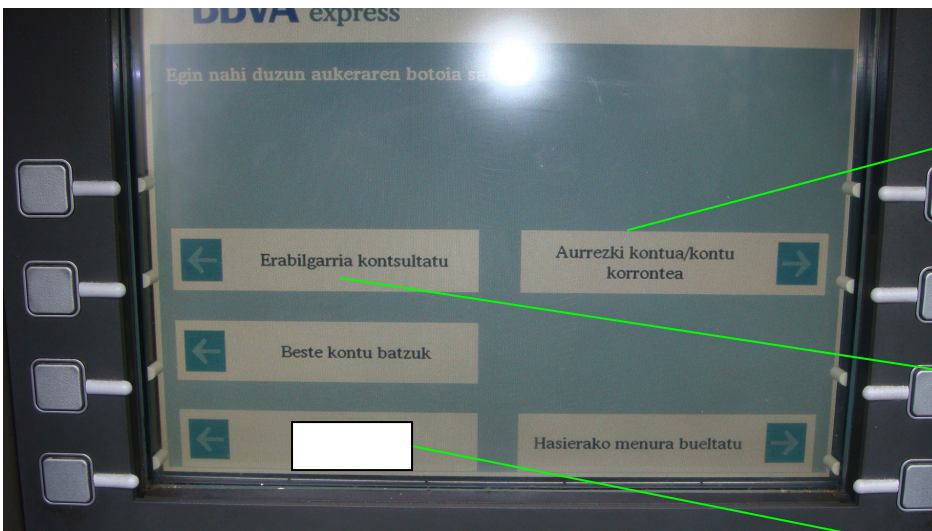 BBVA express
Egin nahi duzun aukeraren botoia
Erabilgarria kontsultatu
Aurrezki kontua/kontu
korrontea
Beste kontu batzuk
Hasierako menura bueltatu